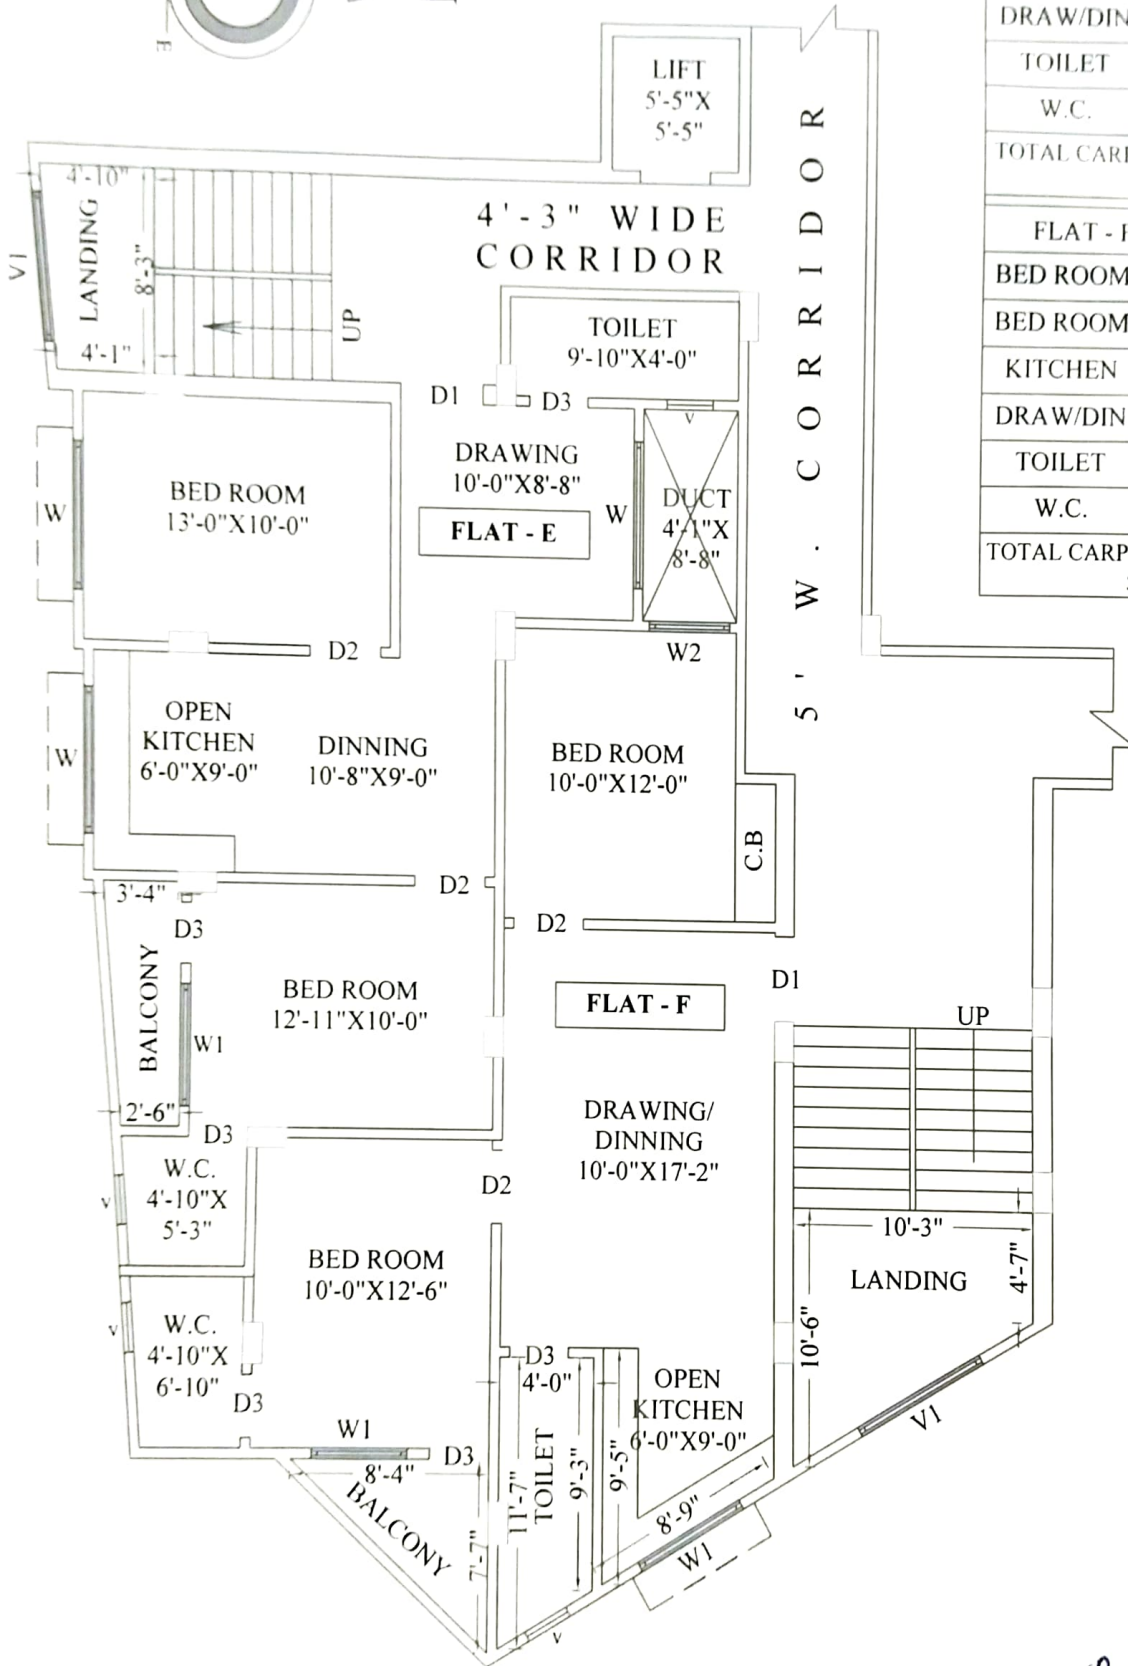 E
DRAW/DIN
TOILET
W.C.
TOTAL CARP
FLAT - F
BED ROOM
BED ROOM
KITCHEN
DRAW/DIN
TOILET
W.C.
TOTAL CARP
LIFT
5'-5"X
5'-5"
4'-3" WIDE
CORRIDOR
5' W. CORRIDOR
4'-10"
LANDING
8'-3"
4'-1"
V1
UP
TOILET
9'-10"X4'-0"
D1
D3
V
DRAWING
10'-0"X8'-8"
FLAT - E
W
DUCT
4'-1"X
8'-8"
W2
BED ROOM
13'-0"X10'-0"
W
D2
OPEN
KITCHEN
6'-0"X9'-0"
W
DINNING
10'-8"X9'-0"
BED ROOM
10'-0"X12'-0"
C.B
D2
D2
3'-4"
D3
BALCONY
W1
2'-6"
BED ROOM
12'-11"X10'-0"
FLAT - F
D1
UP
D3
W.C.
4'-10"X
5'-3"
V
D2
DRAWING/
DINNING
10'-0"X17'-2"
10'-3"
LANDING
4'-7"
10'-6"
V1
BED ROOM
10'-0"X12'-6"
W.C.
4'-10"X
6'-10"
V
D3
W1
D3
8'-4"
BALCONY
7'-7"
D3
4'-0"
11'-7"
TOILET
9'-3"
9'-5"
OPEN
KITCHEN
6'-0"X9'-0"
8'-9"
W1
V